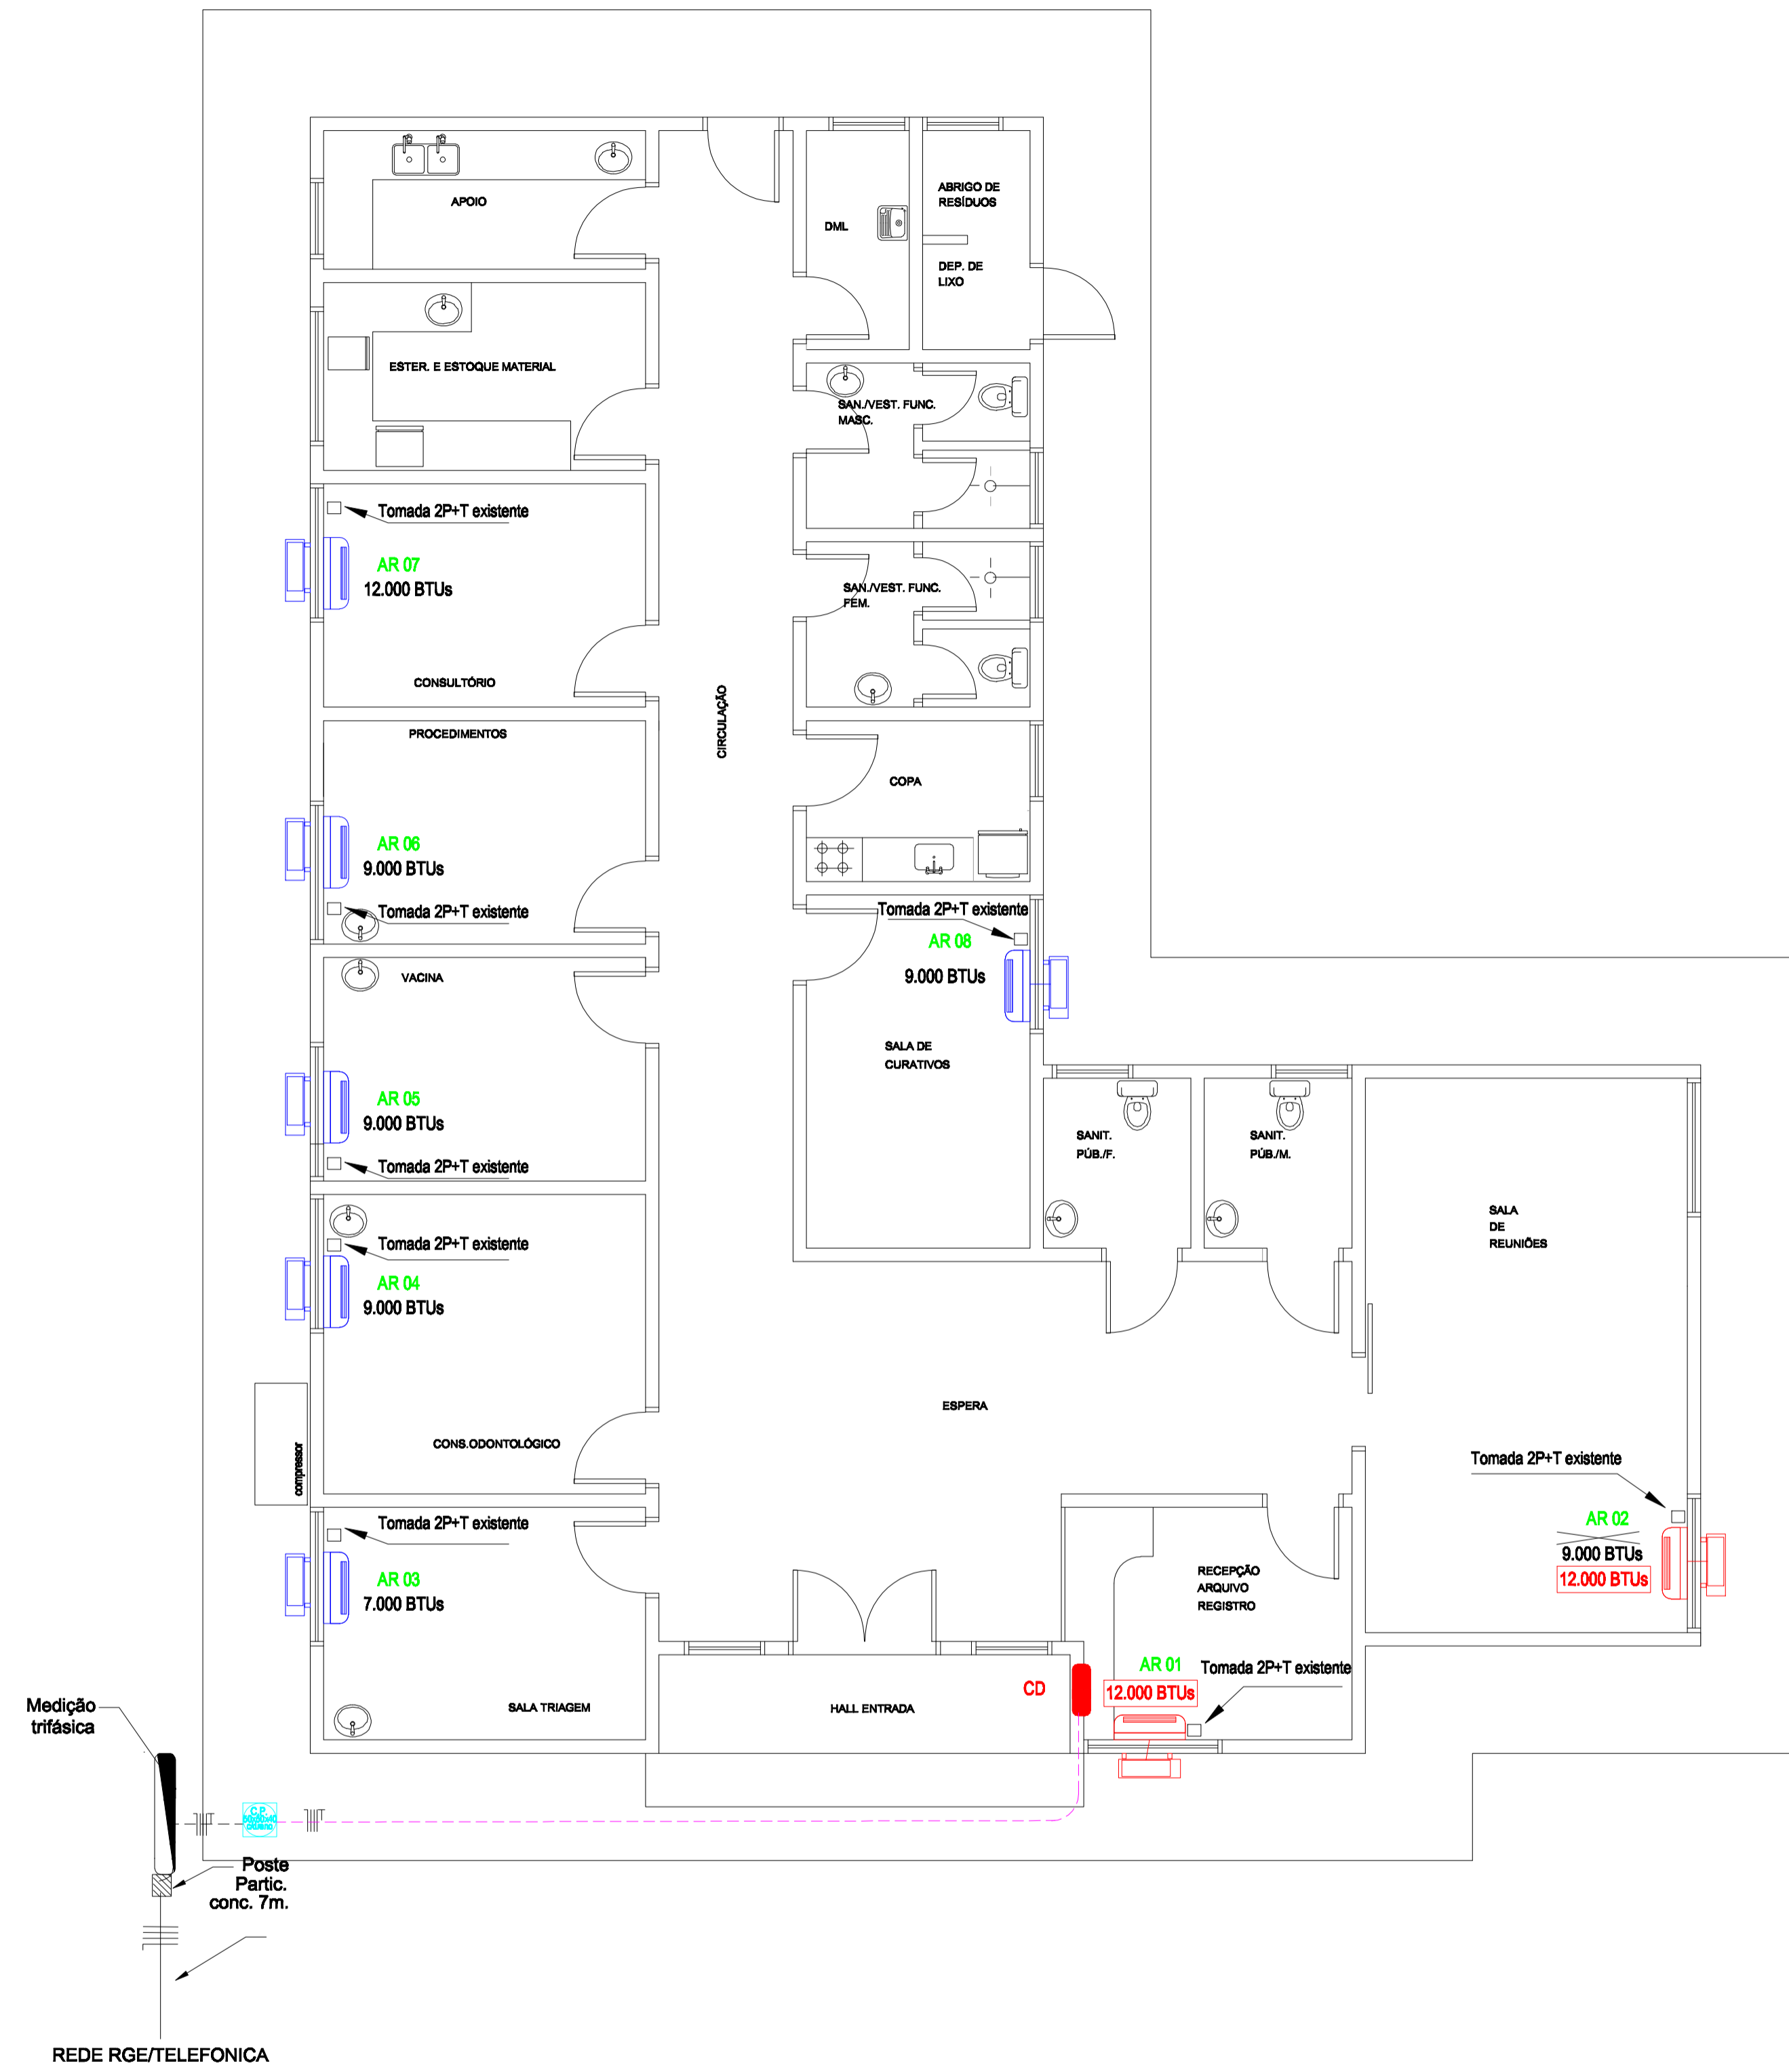 APOIO
ABRIGO DE
RESÍDUOS
DML
DEP. DE
LIXO
ESTER. E ESTOQUE MATERIAL
SAN./VEST. FUNC.
MASC.
Tomada 2P+T existente
AR 07
12.000 BTUs
CONSULTÓRIO
SAN./VEST. FUNC.
FEM.
CIRCULAÇÃO
PROCEDIMENTOS
COPA
AR 06
9.000 BTUs
Tomada 2P+T existente
Tomada 2P+T existente
AR 08
9.000 BTUs
VACINA
SALA DE
CURATIVOS
AR 05
9.000 BTUs
Tomada 2P+T existente
SANIT.
PÚB./F.
SANIT.
PÚB./M.
Tomada 2P+T existente
AR 04
9.000 BTUs
SALA
DE
REUNIÕES
ESPERA
CONS.ODONTOLÓGICO
compressor
Tomada 2P+T existente
AR 02
9.000 BTUs
12.000 BTUs
Tomada 2P+T existente
AR 03
7.000 BTUs
RECEPÇÃO
ARQUIVO
REGISTRO
AR 01
Tomada 2P+T existente
12.000 BTUs
CD
SALA TRIAGEM
HALL ENTRADA
Medição
trifásica
C.P.
Poste
Partic.
conc. 7m.
REDE RGE/TELEFONICA